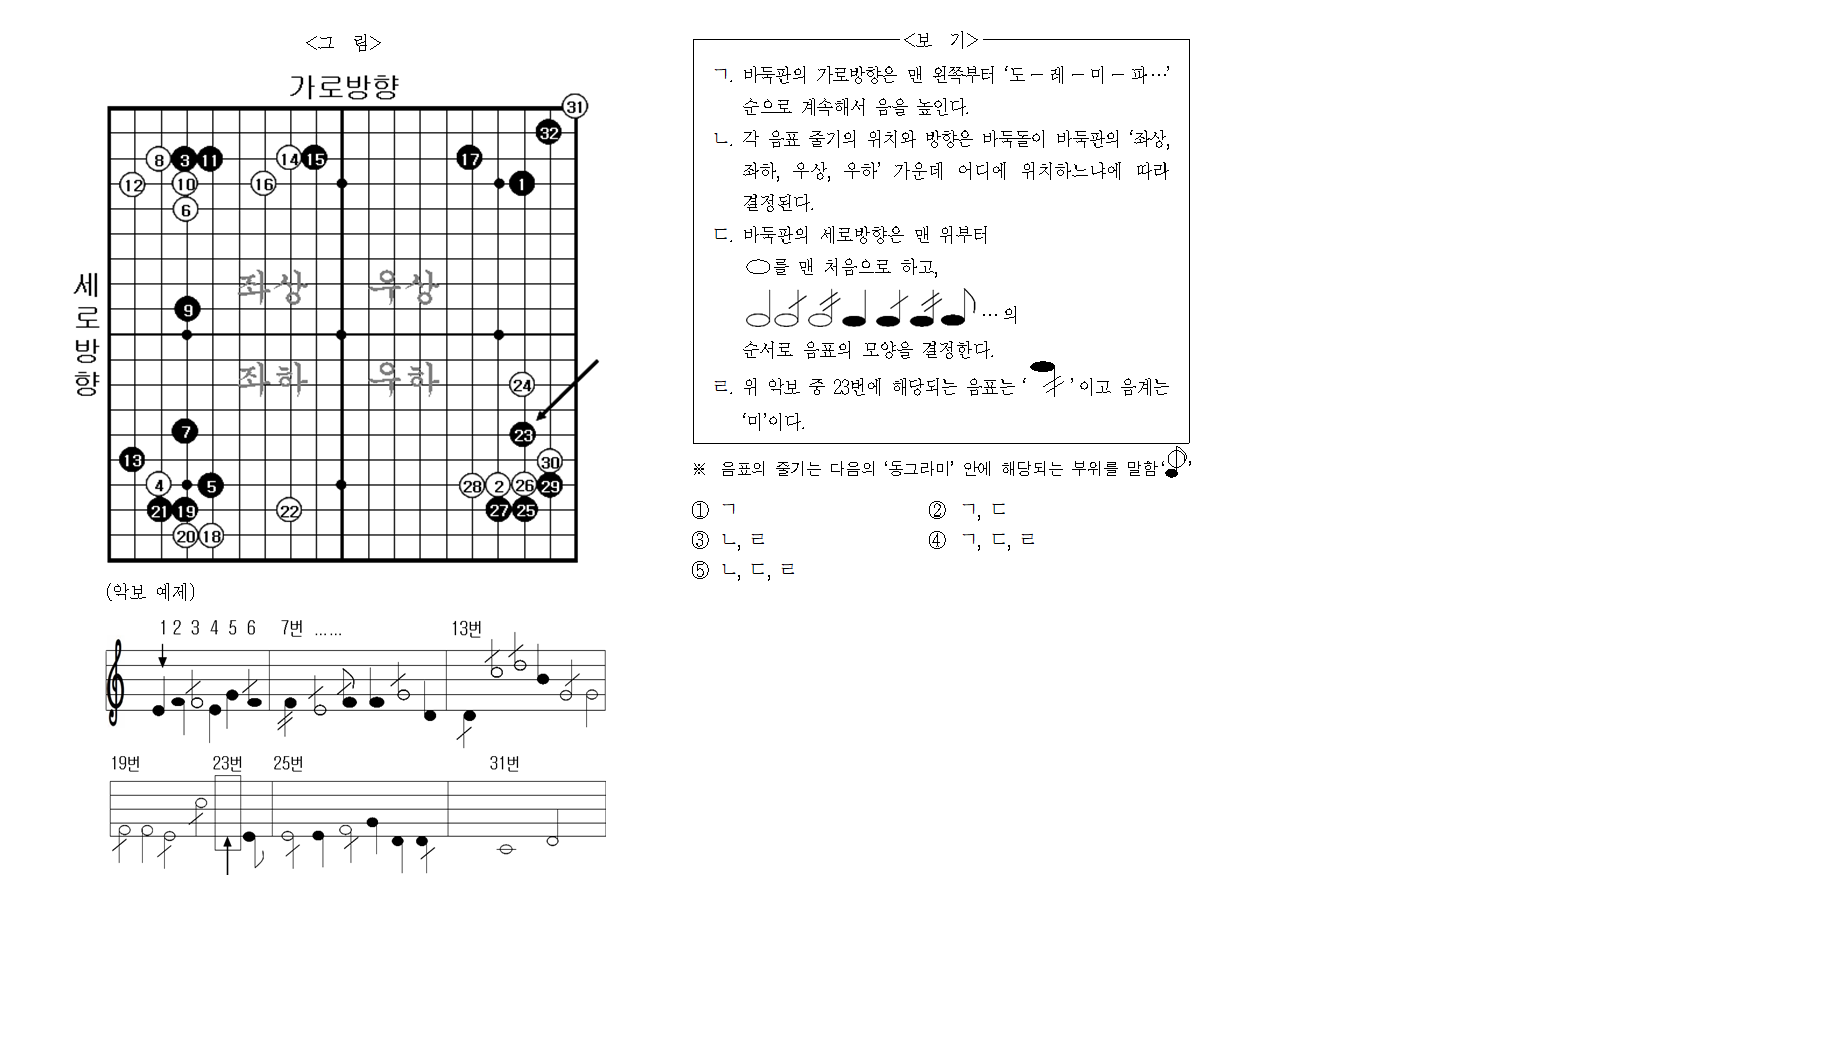 <그 림>
가로방향
세로방향
31
32
8 3 11 14 15 17
12 10 16 1
6
좌상 우상
9
좌하 우하
24
7 23
13 30
4 5 28 2 26 29
21 19 22 27 25
20 18
(악보 예제)
1 2 3 4 5 6 7번 ...... 13번
19번 23번 25번 31번
<보 기>
ㄱ. 바둑판의 가로방향은 맨 왼쪽부터 ‘도－레－미－파…’
순으로 계속해서 음을 높인다.
ㄴ. 각 음표 줄기의 위치와 방향은 바둑돌이 바둑판의 ‘좌상,
좌하, 우상, 우하’ 가운데 어디에 위치하느냐에 따라
결정된다.
ㄷ. 바둑판의 세로방향은 맨 위부터
를 맨 처음으로 하고,
…의
순서로 음표의 모양을 결정한다.
ㄹ. 위 악보 중 23번에 해당되는 음표는 ‘ ’이고 음계는
‘미’이다.
※ 음표의 줄기는 다음의 ‘동그라미’ 안에 해당되는 부위를 말함 ‘ ’
① ㄱ ② ㄱ, ㄷ
③ ㄴ, ㄹ ④ ㄱ, ㄷ, ㄹ
⑤ ㄴ, ㄷ, ㄹ